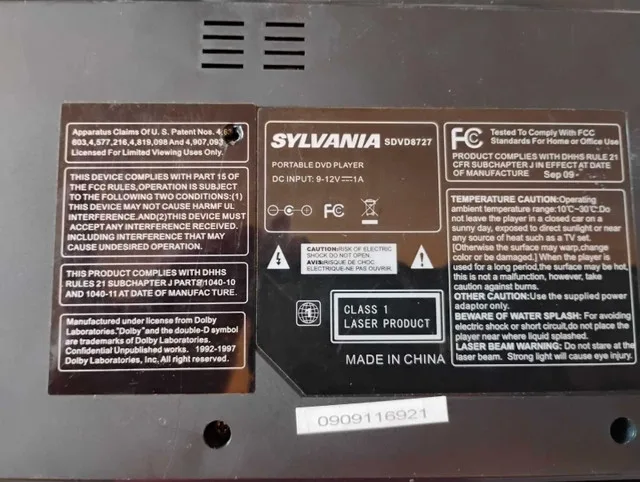 Apparatus Claims Of U. S. Patent Nos.
603,4,577,216,4,819,098 And 4,907,093
Licensed For Limited Viewing Uses Only.
THIS DEVICE COMPLIES WITH PART 15 OF
THE FCC RULES,OPERATION IS SUBJECT
TO THE FOLLOWING TWO CONDITIONS:(1)
THIS DEVICE MAY NOT CAUSE HARMF UL
INTERFERENCE.AND(2)THIS DEVICE MUST
ACCEPT ANY INTERFERENCE RECEIVED.
INCLUDING INTERFERENCE THAT MAY
CAUSE UNDESIRED OPERATION.
THIS PRODUCT COMPLIES WITH DHHS
RULES 21 SUBCHAPTER J PART 1040-10
AND 1040-11 AT DATE OF MANUFAC TURE.
Manufactured under license from Dolby
Laboratories."Dolby"and the double-D symbol
are trademarks of Dolby Laboratories.
Confidential Unpublished works. 1992-1997
Dolby Laboratories, Inc. All right reserved.
SYLVANIA SDVD8727
PORTABLE DVD PLAYER
DC INPUT: 9-12V⎓1A
FC
CAUTION:RISK OF ELECTRIC
SHOCK DO NOT OPEN.
AVIS:RISQUE DE CHOC
ELECTRIQUE-NE PAS OUVRIR.
CLASS 1
LASER PRODUCT
MADE IN CHINA
0909116921
FC Tested To Comply With FCC
Standards For Home or Office Use
PRODUCT COMPLIES WITH DHHS RULE 21
CFR SUBCHAPTER J IN EFFECT AT DATE
OF MANUFACTURE Sep 09
TEMPERATURE CAUTION:Operating
ambient temperature range:10℃~30℃:Do
not leave the player in a closed car on a
sunny day, exposed to direct sunlight or near
any source of heat such as a TV set.
[Otherwise the surface may warp,change
color or be damaged.] When the player is
used for a long period,the surface may be hot,
this is not a malfunction, however, take
caution against burns.
OTHER CAUTION:Use the supplied power
adaptor only.
BEWARE OF WATER SPLASH: For avoiding
electric shock or short circuit,do not place the
player near where liquid splashed.
LASER BEAM WARNING: Do not stare at the
laser beam. Strong light will cause eye injury.